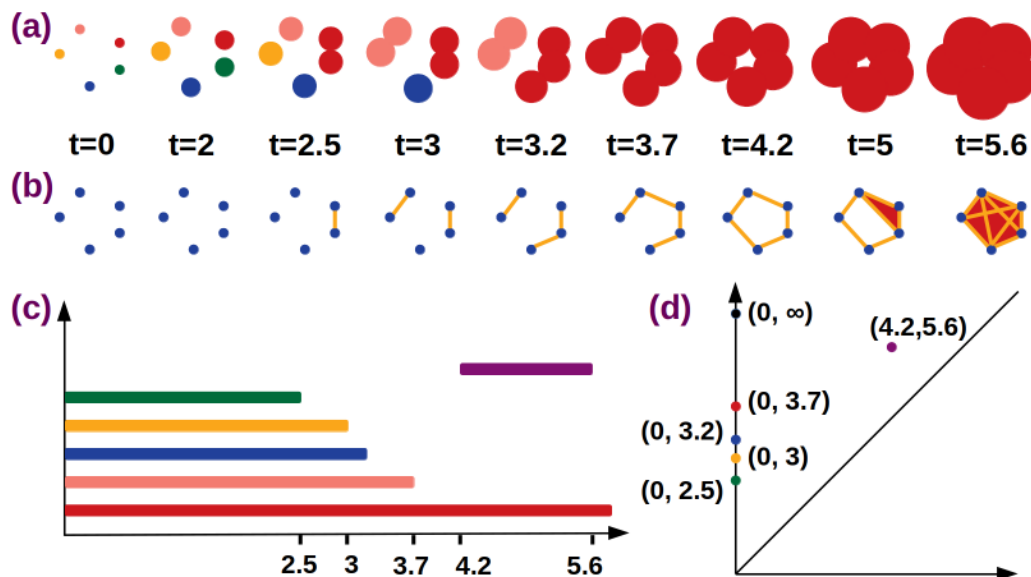 (a)
t=0 t=2 t=2.5 t=3 t=3.2 t=3.7 t=4.2 t=5 t=5.6
(b)
(c)
2.5 3 3.7 4.2 5.6
(d)
(0, ∞)
(4.2,5.6)
(0, 3.7)
(0, 3.2)
(0, 3)
(0, 2.5)